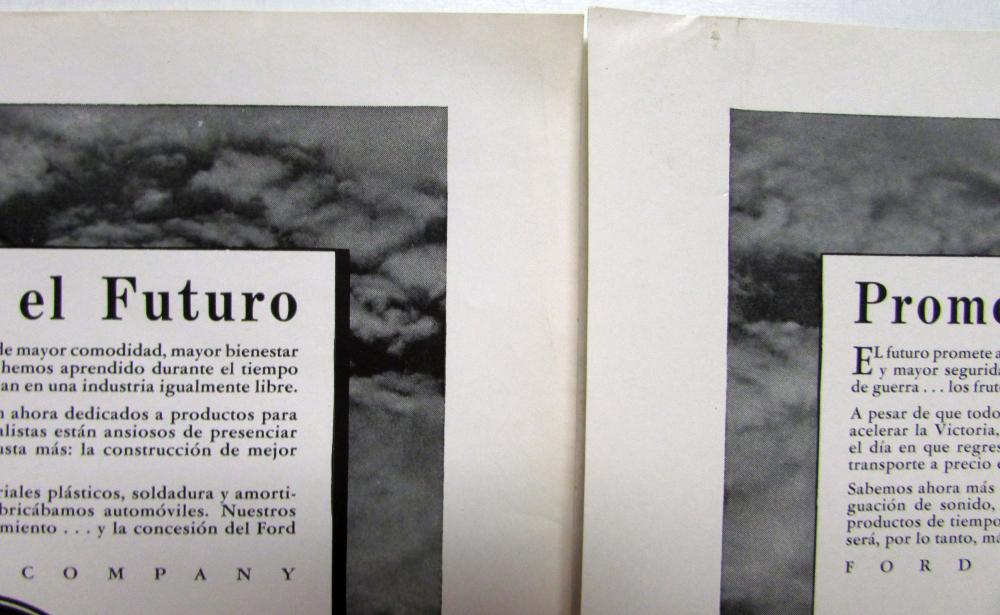 el Futuro
de mayor comodidad, mayor bienestar
hemos aprendido durante el tiempo
an en una industria igualmente libre.
n ahora dedicados a productos para
alistas están ansiosos de presenciar
usta más: la construcción de mejor
riales plásticos, soldadura y amorti-
bricábamos automóviles. Nuestros
miento . . . y la concesión del Ford
C O M P A N Y
Prome
EL futuro promete a
y mayor segurida
de guerra . . . los frut
A pesar de que todo
acelerar la Victoria,
el día en que regres
transporte a precio
Sabemos ahora más
guación de sonido,
productos de tiempo
será, por lo tanto, má
F O R D